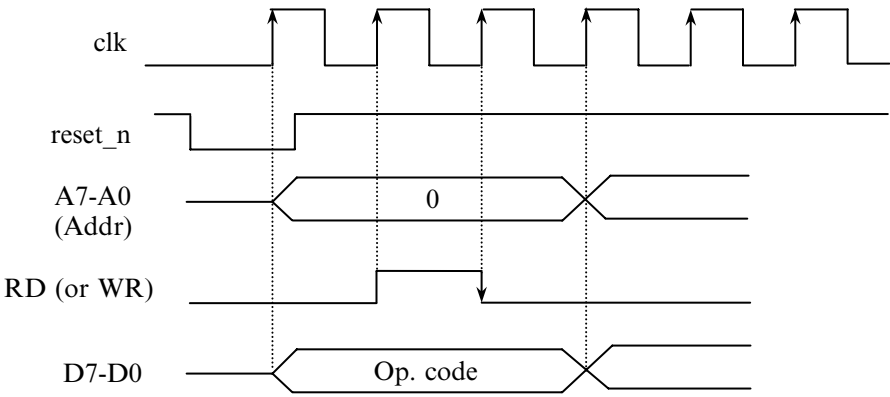 clk
reset_n
A7-A0
(Addr)
0
RD (or WR)
D7-D0
Op. code